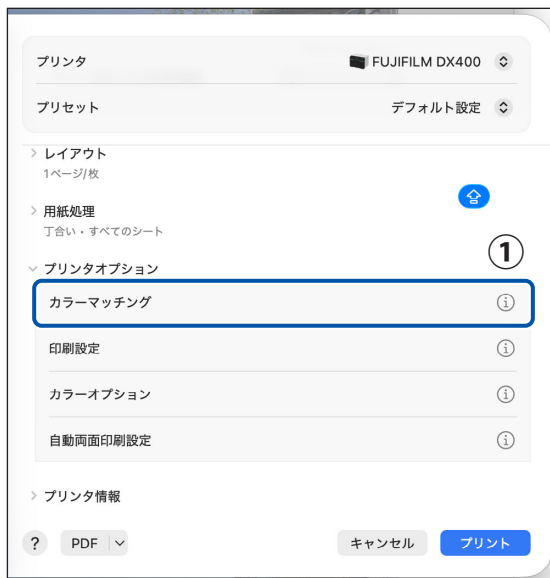 プリンタ
FUJIFILM DX400
プリセット
デフォルト設定
レイアウト
1ページ/枚
用紙処理
丁合い・すべてのシート
①
プリンタオプション
カラーマッチング
印刷設定
カラーオプション
自動両面印刷設定
プリンタ情報
? PDF キャンセル プリント